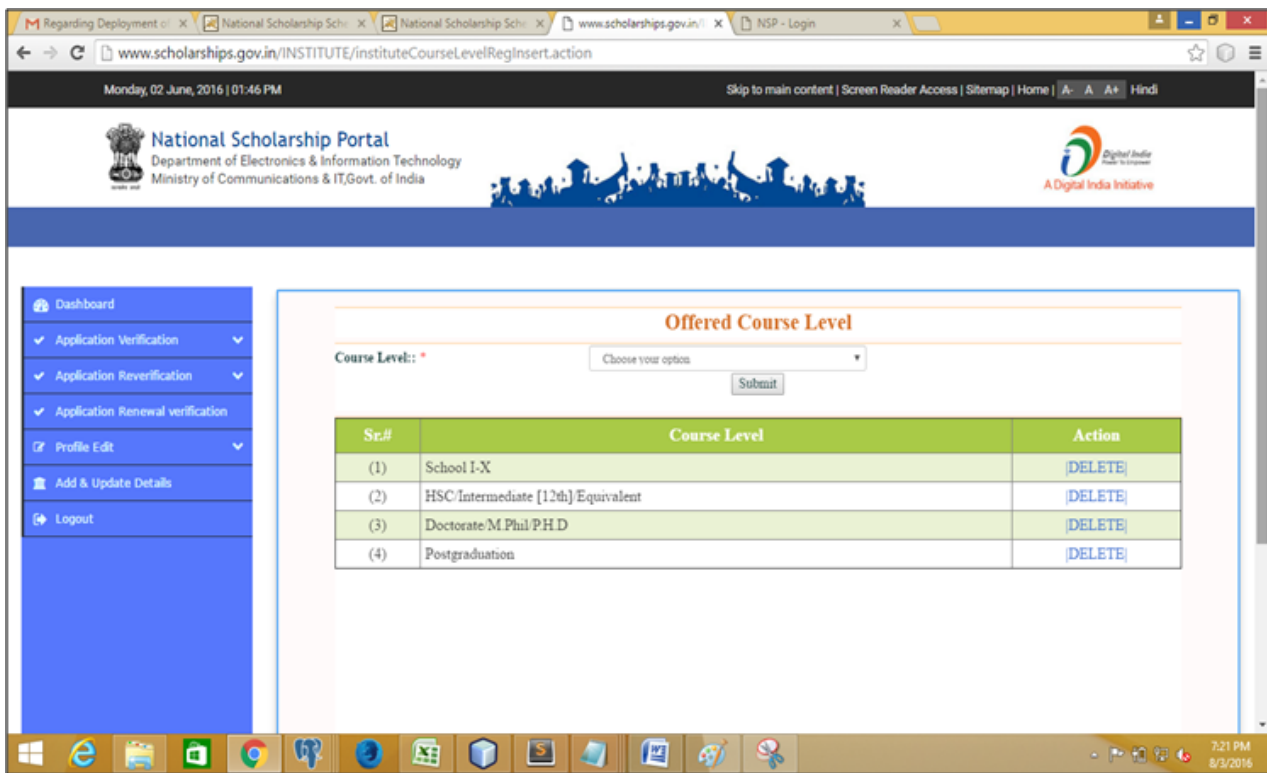 Regarding Deployment o
National Scholarship Sche
National Scholarship Sche
www.scholarships.gov.in/I
NSP - Login
www.scholarships.gov.in/INSTITUTE/instituteCourseLevelRegInsert.action
Monday, 02 June, 2016 | 01:46 PM
Skip to main content | Screen Reader Access | Sitemap | Home | A- A A+ Hindi
National Scholarship Portal
Department of Electronics & Information Technology
Ministry of Communications & IT,Govt. of India
Digital India
Power To Empower
A Digital India Initiative
Dashboard
Application Verification
Application Reverification
Application Renewal verification
Profile Edit
Add & Update Details
Logout
Offered Course Level
Course Level:: * Choose your option
Submit
Sr.# Course Level Action
(1) School I-X |DELETE|
(2) HSC/Intermediate [12th]/Equivalent |DELETE|
(3) Doctorate/M.Phil/P.H.D |DELETE|
(4) Postgraduation |DELETE|
7:21 PM
8/3/2016